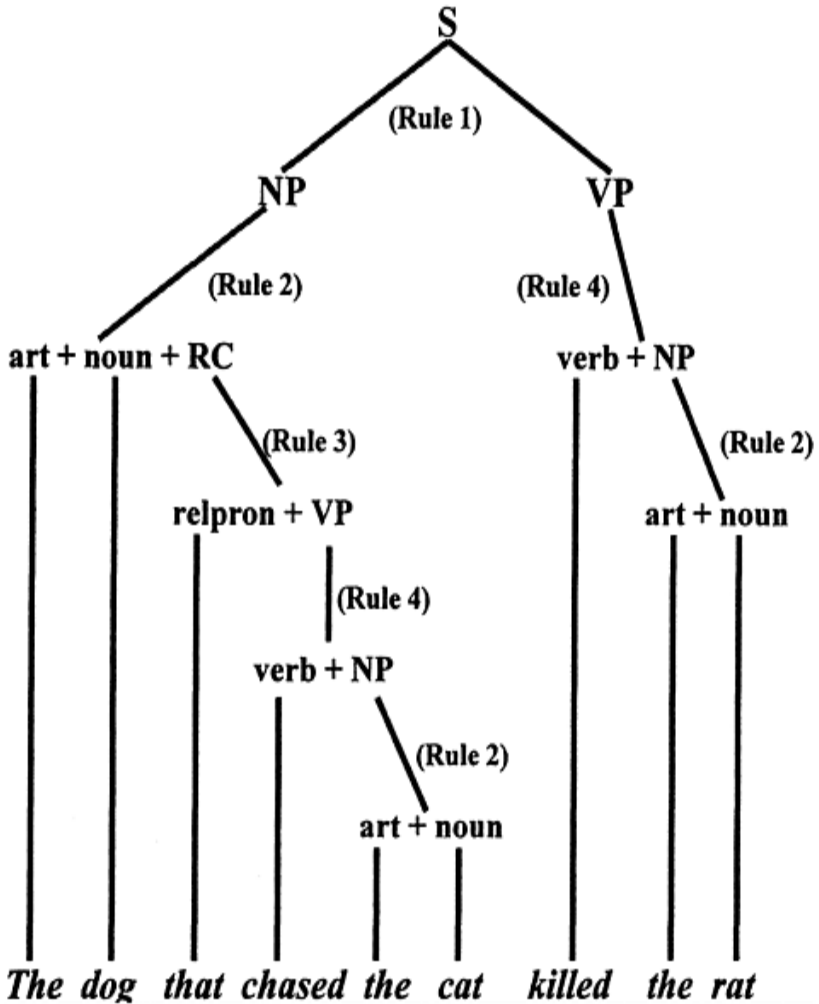 S
(Rule 1)
NP VP
(Rule 2) (Rule 4)
art + noun + RC verb + NP
(Rule 3) (Rule 2)
relpron + VP art + noun
(Rule 4)
verb + NP
(Rule 2)
art + noun
The dog that chased the cat killed the rat